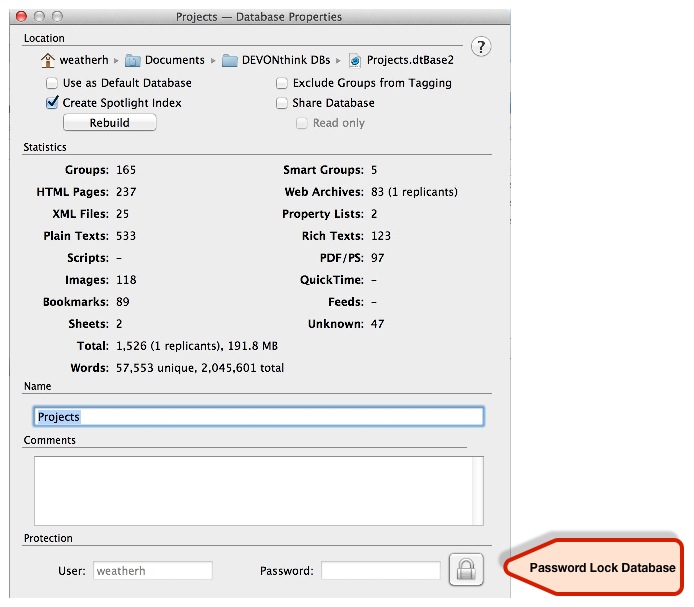 Projects — Database Properties
Location
?
weatherh ▸ Documents ▸ DEVONthink DBs ▸ Projects.dtBase2
Use as Default Database Exclude Groups from Tagging
Create Spotlight Index Share Database
Rebuild Read only
Statistics
Groups: 165 Smart Groups: 5
HTML Pages: 237 Web Archives: 83 (1 replicants)
XML Files: 25 Property Lists: 2
Plain Texts: 533 Rich Texts: 123
Scripts: – PDF/PS: 97
Images: 118 QuickTime: –
Bookmarks: 89 Feeds: –
Sheets: 2 Unknown: 47
Total: 1,526 (1 replicants), 191.8 MB
Words: 57,553 unique, 2,045,601 total
Name
Projects
Comments
Protection
User: weatherh Password:
Password Lock Database